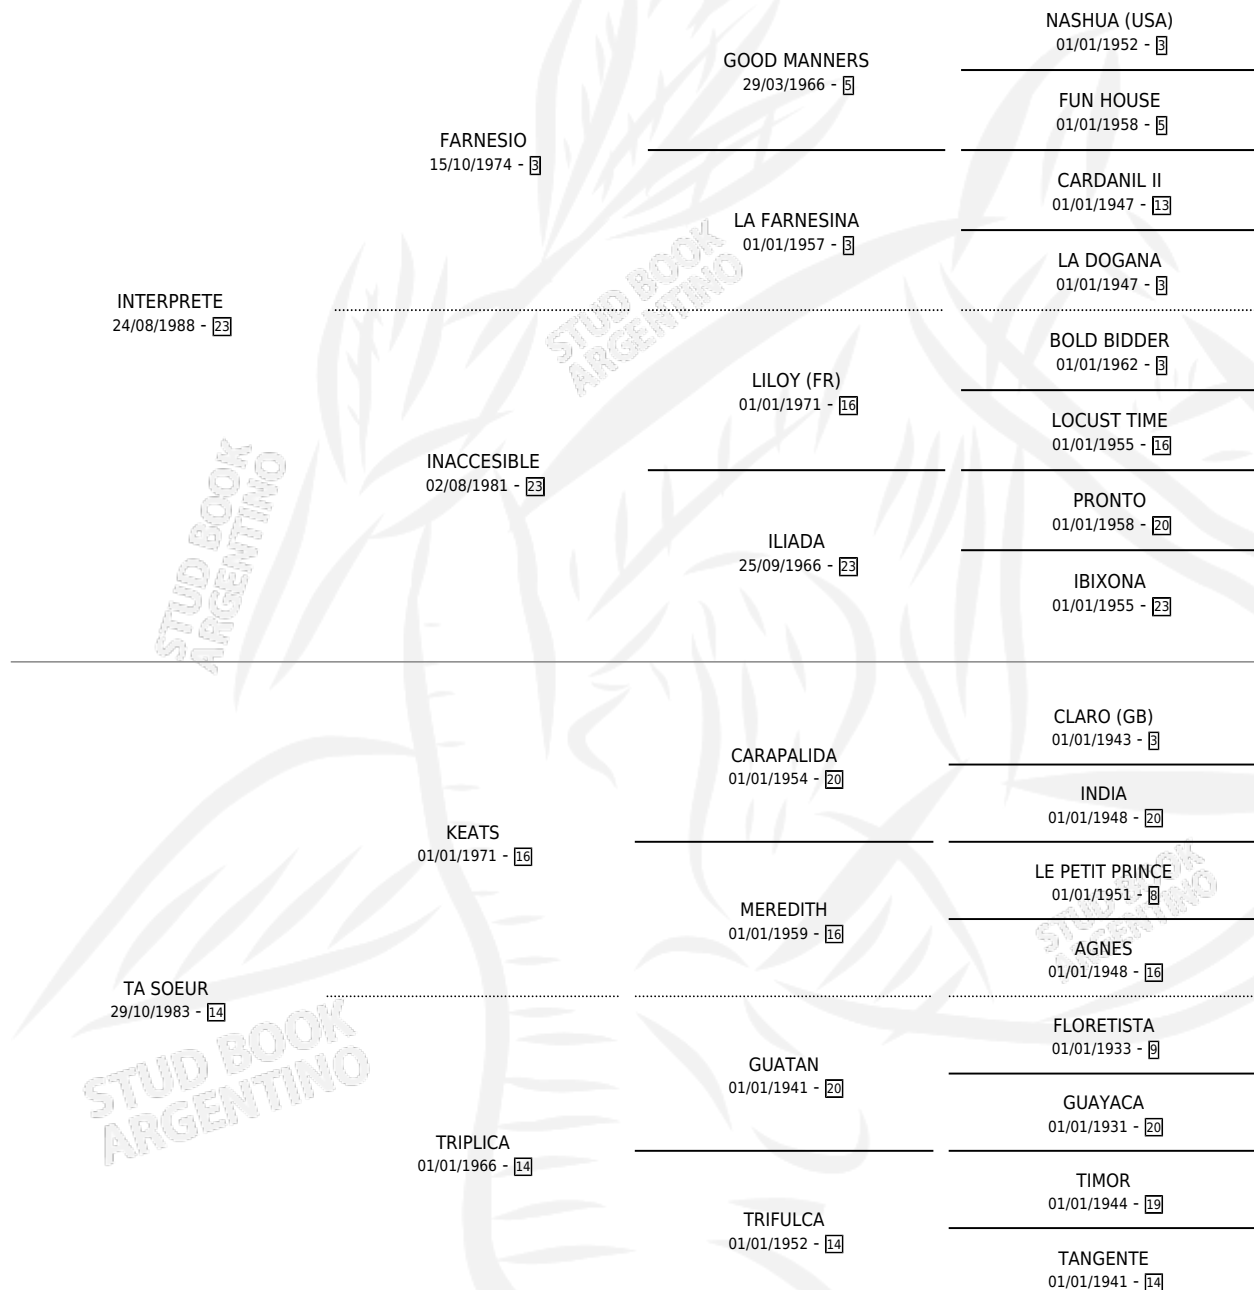 NASHUA (USA)
01/01/1952 - 3
GOOD MANNERS
29/03/1966 - 5
FUN HOUSE
01/01/1958 - 5
FARNESIO
15/10/1974 - 3
CARDANIL II
01/01/1947 - 13
LA FARNESINA
01/01/1957 - 3
LA DOGANA
01/01/1947 - 3
INTERPRETE
24/08/1988 - 23
BOLD BIDDER
01/01/1962 - 3
LILOY (FR)
01/01/1971 - 16
LOCUST TIME
01/01/1955 - 16
INACCESIBLE
02/08/1981 - 23
PRONTO
01/01/1958 - 20
ILIADA
25/09/1966 - 23
IBIXONA
01/01/1955 - 23
CLARO (GB)
01/01/1943 - 3
CARAPALIDA
01/01/1954 - 20
INDIA
01/01/1948 - 20
KEATS
01/01/1971 - 16
LE PETIT PRINCE
01/01/1951 - 8
MEREDITH
01/01/1959 - 16
AGNES
01/01/1948 - 16
TA SOEUR
29/10/1983 - 14
FLORETISTA
01/01/1933 - 9
GUATAN
01/01/1941 - 20
GUAYACA
01/01/1931 - 20
TRIPLICA
01/01/1966 - 14
TIMOR
01/01/1944 - 19
TRIFULCA
01/01/1952 - 14
TANGENTE
01/01/1941 - 14
STUD BOOK
ARGENTINO
STUD BOOK
ARGENTINO
STUD BOOK
ARGENTINO
STUD BOOK
ARGENTINO